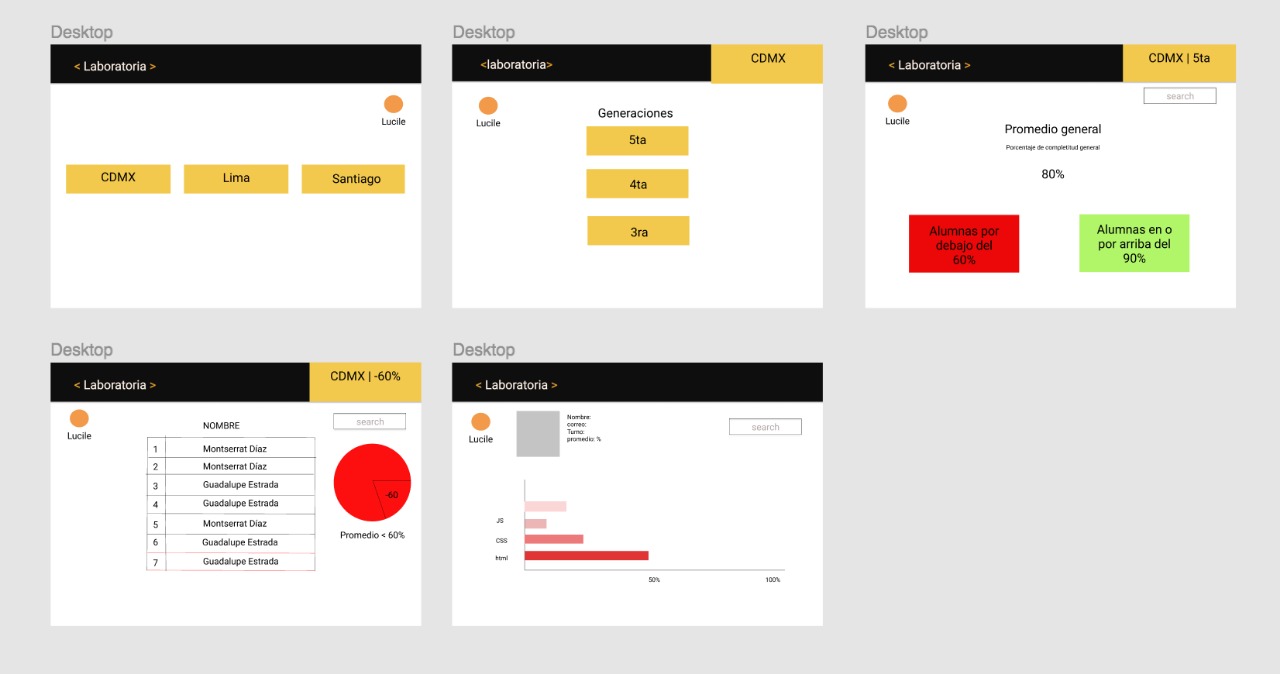 Desktop
< Laboratoria >
Lucile
CDMX
Lima
Santiago
Desktop
<laboratoria>
CDMX
Lucile
Generaciones
5ta
4ta
3ra
Desktop
< Laboratoria >
CDMX | 5ta
search
Lucile
Promedio general
Porcentaje de completitud general
80%
Alumnas por
debajo del
60%
Alumnas en o
por arriba del
90%
Desktop
< Laboratoria >
CDMX | -60%
Lucile
search
NOMBRE
1 Montserrat Díaz
2 Montserrat Díaz
3 Guadalupe Estrada
4 Guadalupe Estrada
5 Montserrat Díaz
6 Guadalupe Estrada
7 Guadalupe Estrada
-60
Promedio < 60%
Desktop
< Laboratoria >
Lucile
Nombre:
correo:
Turno:
promedio: %
search
JS
CSS
html
50%
100%